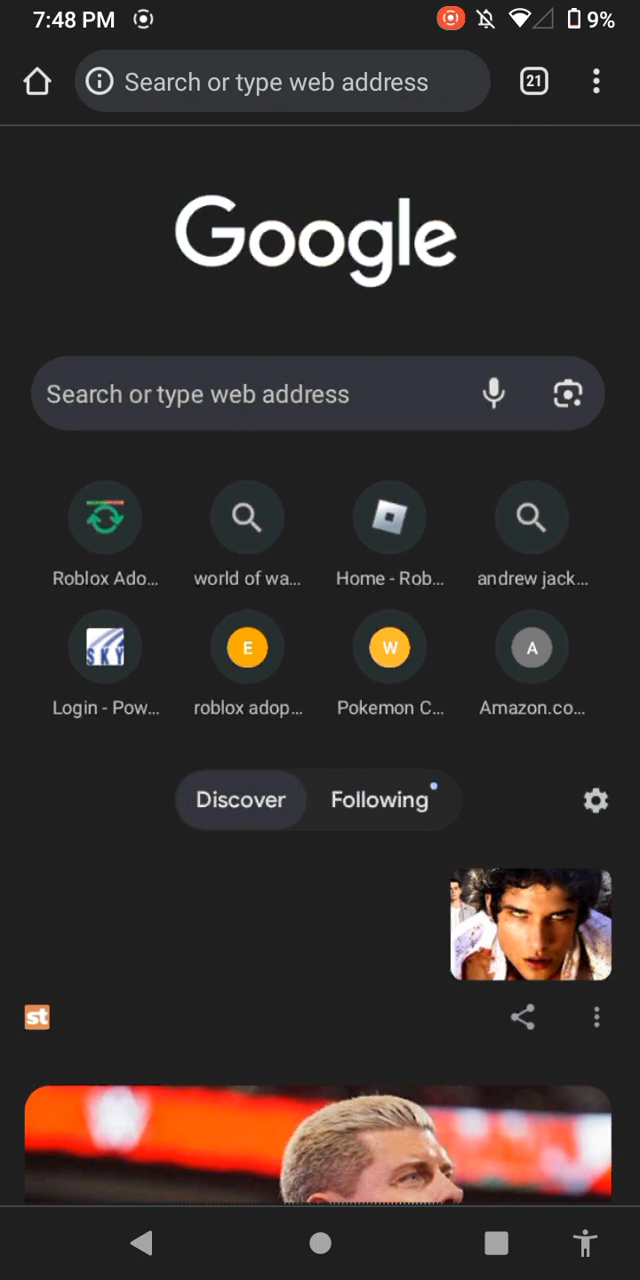 7:48 PM 9%
Search or type web address 21
Google
Search or type web address
Roblox Ado... world of wa... Home - Rob... andrew jack...
SKY E W A
Login - Pow... roblox adop... Pokemon C... Amazon.co...
Discover Following
st